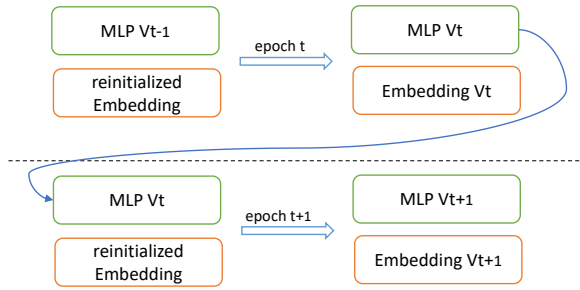 MLP Vt-1
epoch t
MLP Vt
reinitialized
Embedding
Embedding Vt
MLP Vt
epoch t+1
MLP Vt+1
reinitialized
Embedding
Embedding Vt+1